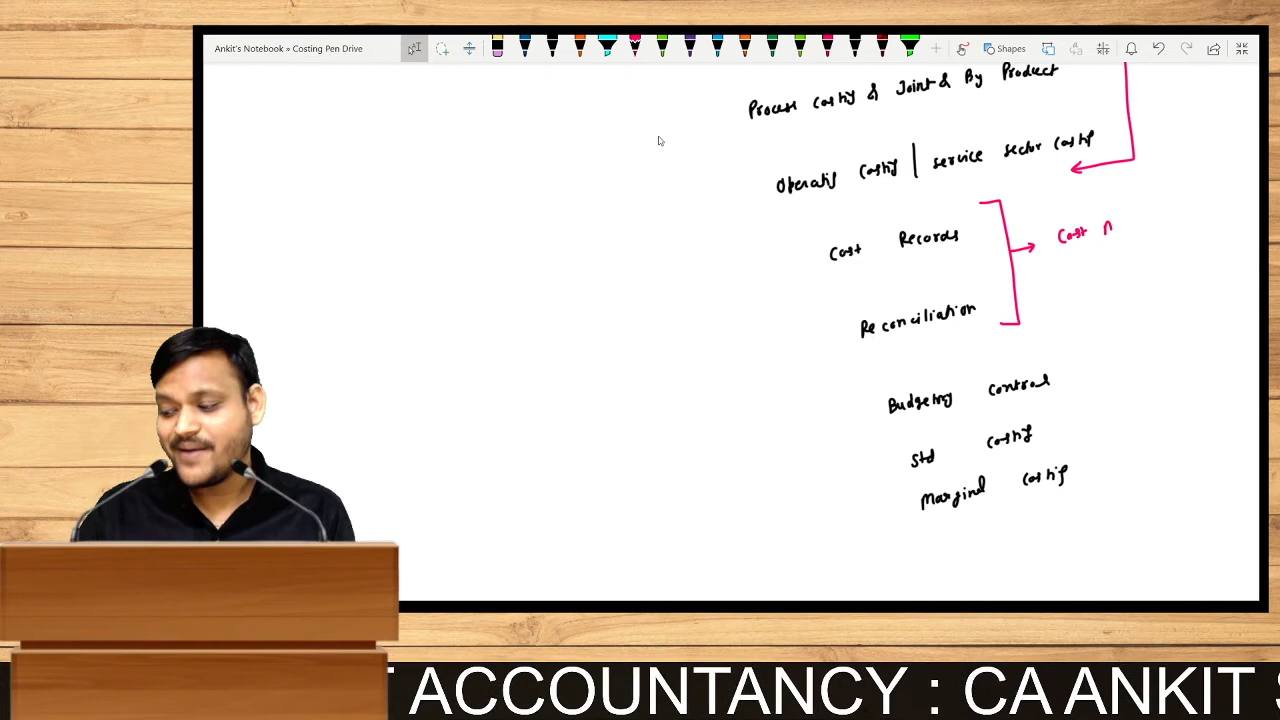 Ankit's Notebook » Costing Pen Drive
Shapes
Process Costing & Joint & By Product
Operating Costing | service sector costing
Cost Records
Cost
Reconciliation
Budgetary control
Std costing
Marginal costing
ACCOUNTANCY : CA ANKIT